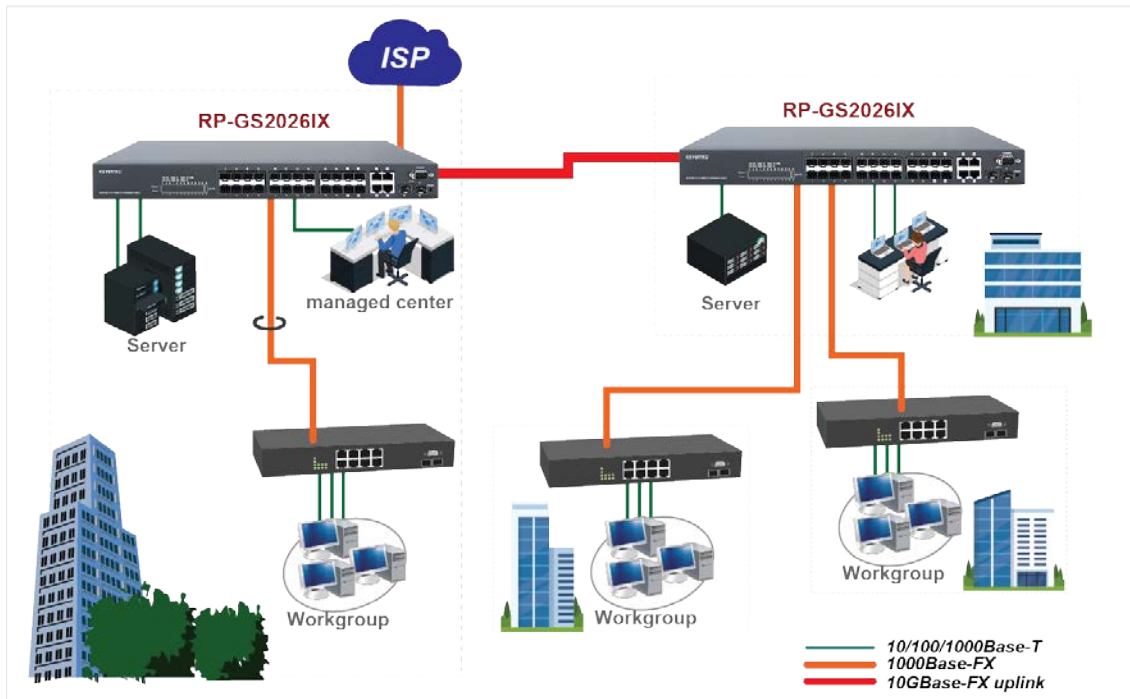 ISP
RP-GS2026IX
RP-GS2026IX
managed center
Server
Server
Workgroup
Workgroup
Workgroup
10/100/1000Base-T
1000Base-FX
10GBase-FX uplink